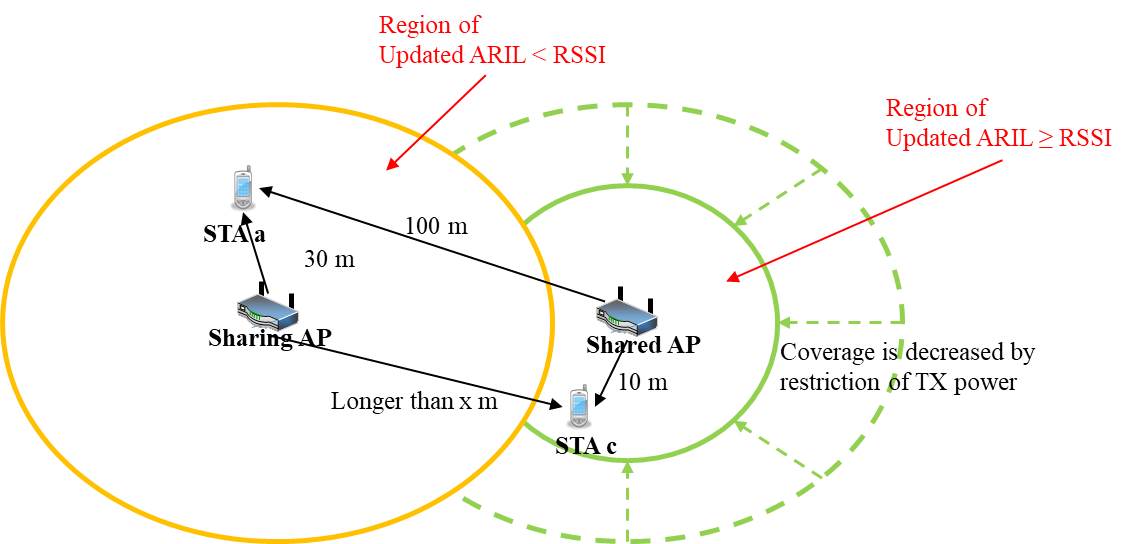 Region of
Updated ARIL < RSSI
Region of
Updated ARIL ≥ RSSI
STA a
100 m
30 m
Sharing AP
Shared AP
Coverage is decreased by
restriction of TX power
10 m
Longer than x m
STA c